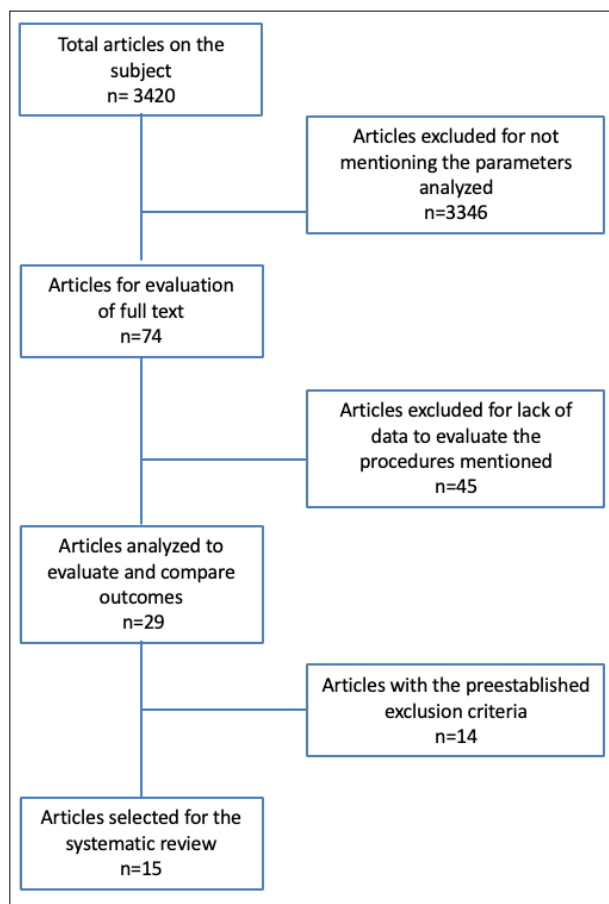 Total articles on the
subject
n= 3420
Articles excluded for not
mentioning the parameters
analyzed
n=3346
Articles for evaluation
of full text
n=74
Articles excluded for lack of
data to evaluate the
procedures mentioned
n=45
Articles analyzed to
evaluate and compare
outcomes
n=29
Articles with the preestablished
exclusion criteria
n=14
Articles selected for the
systematic review
n=15